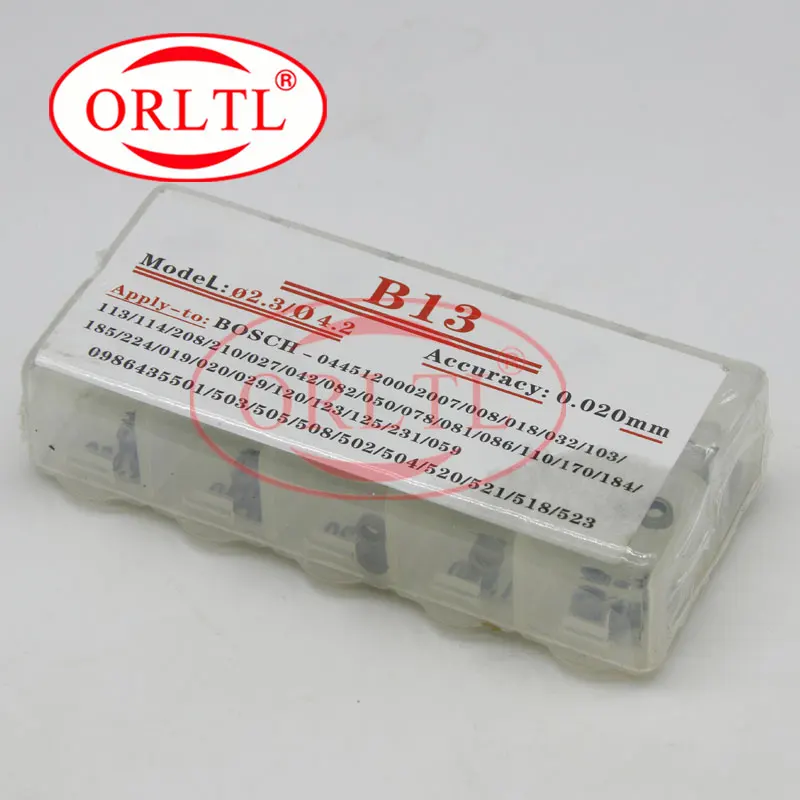 ORLTL ®
B13
ModeL: ø2.3/Ø 4.2
Accuracy: 0.020mm
Apply-to: BOSCH - 0445120002007/008/018/032/103/
113/114/208/210/027/042/082/050/078/081/086/110/170/184/
185/224/019/020/029/120/123/125/231/059
0986435501/503/505/508/502/504/520/521/518/523
ORLTL ®